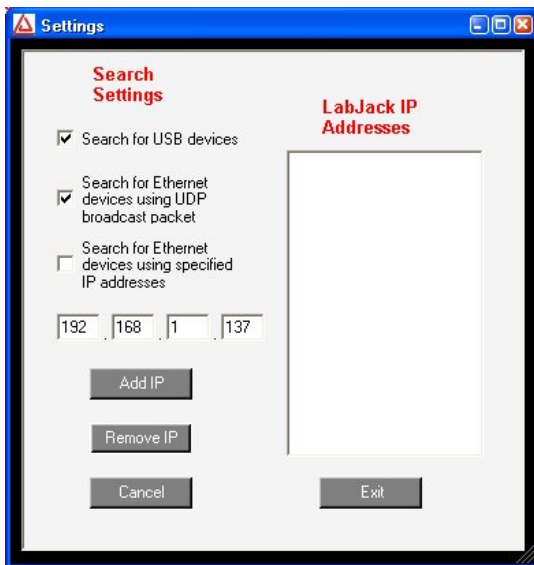 Settings
Search
Settings
Search for USB devices
Search for Ethernet
devices using UDP
broadcast packet
Search for Ethernet
devices using specified
IP addresses
192 . 168 . 1 . 137
Add IP
Remove IP
Cancel
LabJack IP
Addresses
Exit